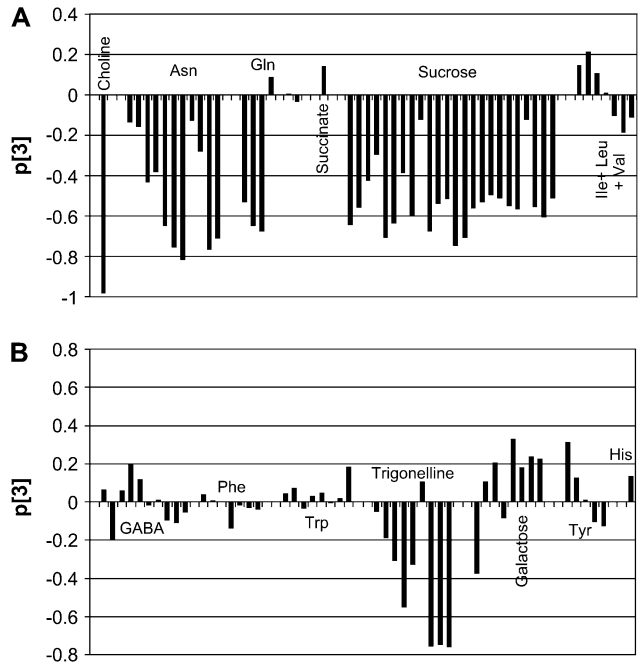 A
p[3]
0.4
0.2
0
-0.2
-0.4
-0.6
-0.8
-1
Choline
Asn
Gln
Succinate
Sucrose
Ile+ Leu
+ Val
B
p[3]
0.8
0.6
0.4
0.2
0
-0.2
-0.4
-0.6
-0.8
GABA
Phe
Trp
Trigonelline
Galactose
Tyr
His